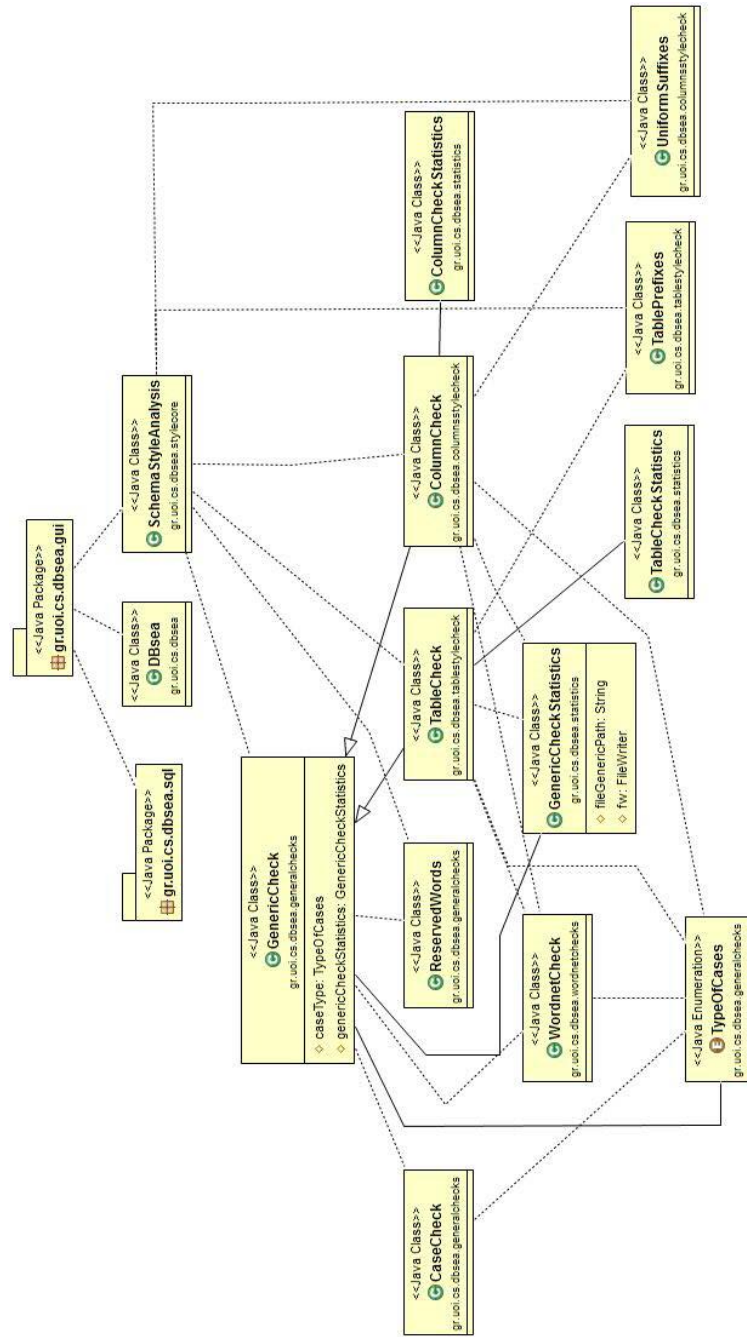 <<Java Package>>
gr.uoi.cs.dbsea.gui
<<Java Package>>
gr.uoi.cs.dbsea.sql
<<Java Class>>
DBsea
gr.uoi.cs.dbsea
<<Java Class>>
SchemaStyleAnalysis
gr.uoi.cs.dbsea.stylecore
<<Java Class>>
GenericCheck
gr.uoi.cs.dbsea.generalchecks
caseType: TypeOfCases
genericCheckStatistics: GenericCheckStatistics
<<Java Class>>
CaseCheck
gr.uoi.cs.dbsea.generalchecks
<<Java Class>>
ReservedWords
gr.uoi.cs.dbsea.generalchecks
<<Java Class>>
TableCheck
gr.uoi.cs.dbsea.tablestylecheck
<<Java Class>>
ColumnCheck
gr.uoi.cs.dbsea.columnsstylecheck
<<Java Class>>
ColumnCheckStatistics
gr.uoi.cs.dbsea.statistics
<<Java Class>>
WordnetCheck
gr.uoi.cs.dbsea.wordnetchecks
<<Java Class>>
GenericCheckStatistics
gr.uoi.cs.dbsea.statistics
fileGenericPath: String
fw: FileWriter
<<Java Enumeration>>
TypeOfCases
gr.uoi.cs.dbsea.generalchecks
<<Java Class>>
TableCheckStatistics
gr.uoi.cs.dbsea.statistics
<<Java Class>>
TablePrefixes
gr.uoi.cs.dbsea.tablestylecheck
<<Java Class>>
UniformSuffixes
gr.uoi.cs.dbsea.columnsstylecheck